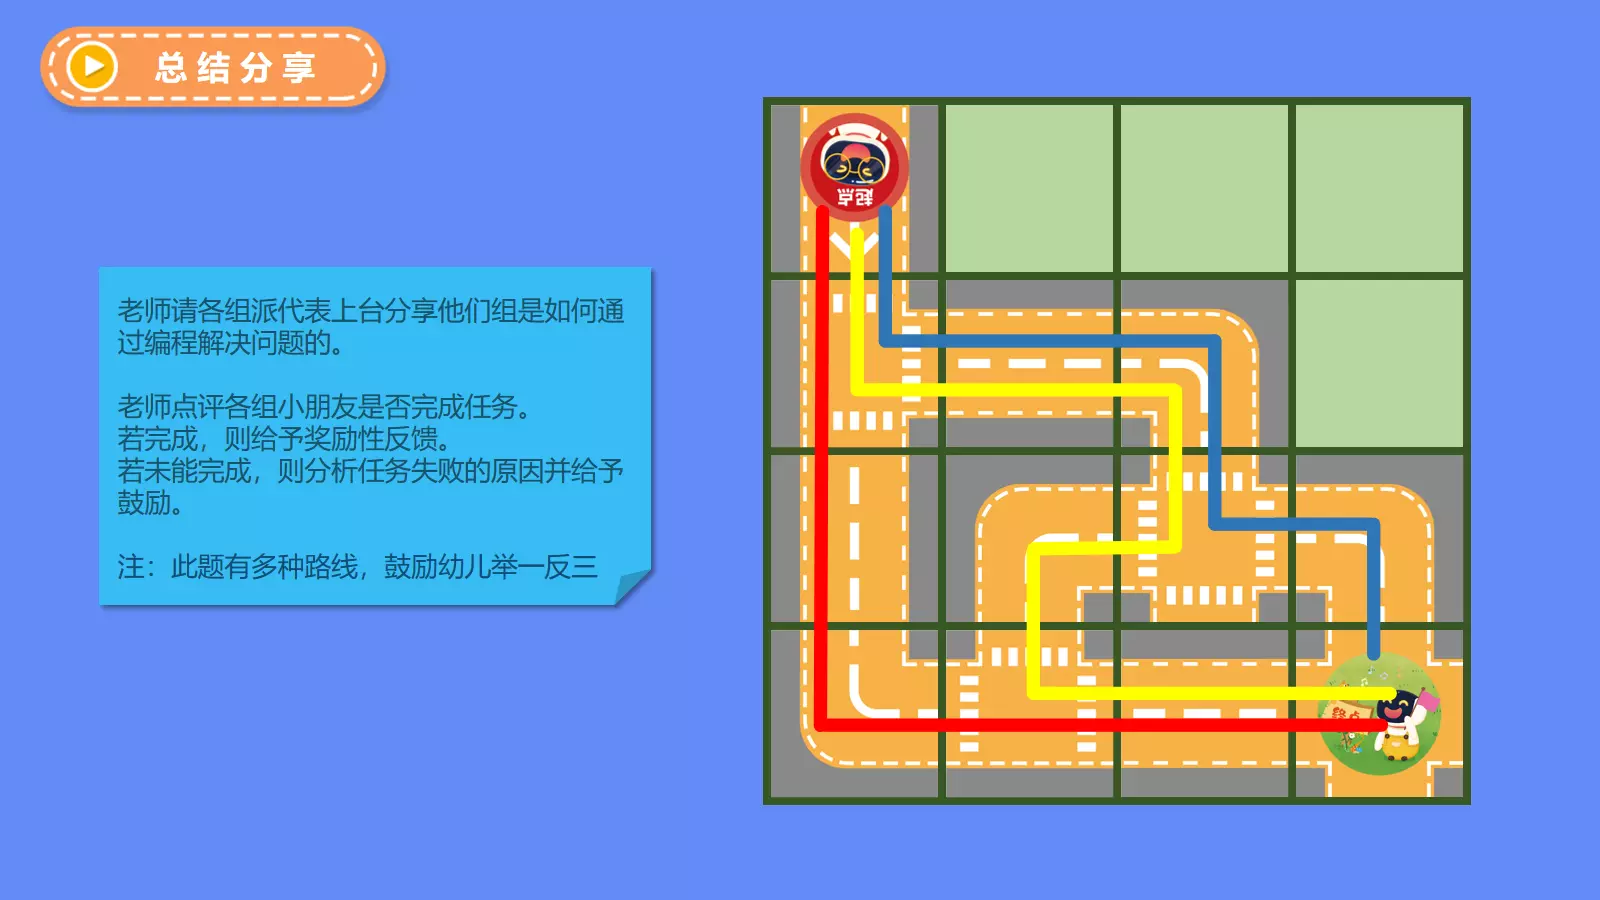 总结分享
起点
老师请各组派代表上台分享他们组是如何通
过编程解决问题的。
老师点评各组小朋友是否完成任务。
若完成，则给予奖励性反馈。
若未能完成，则分析任务失败的原因并给予
鼓励。
注：此题有多种路线，鼓励幼儿举一反三
终点